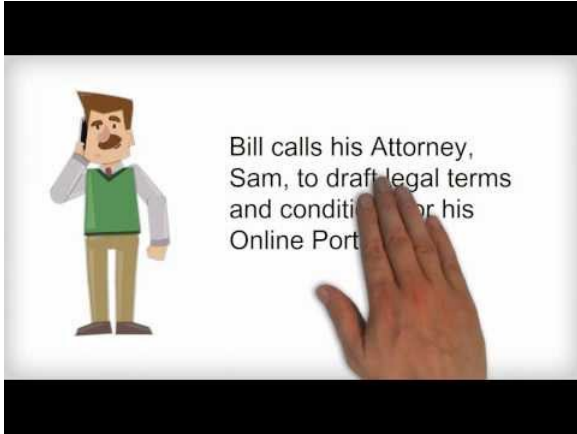 Bill calls his Attorney,
Sam, to draft legal terms
and his
Online